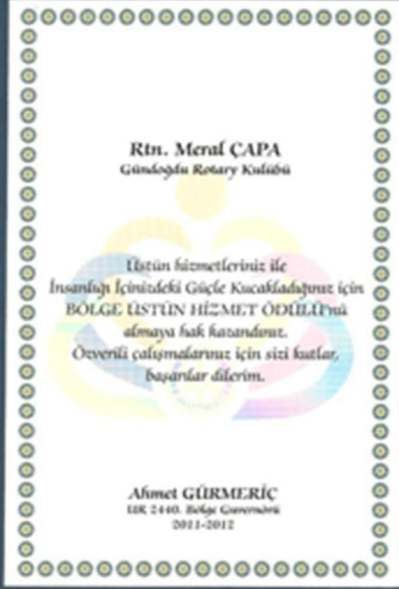 Rtn. Meral ÇAPA
Gündoğdu Rotary Kulübü
Üstün hizmetleriniz ile
İnsanlığı İçinizdeki Güçle Kucakladığınız için
BÖLGE ÜSTÜN HİZMET ÖDÜLÜ'nü
almaya hak kazandınız.
Özverili çalışmalarınız için sizi kutlar,
başarılar dilerim.
Ahmet GÜRMERİÇ
UR 2440. Bölge Guvernörü
2011-2012